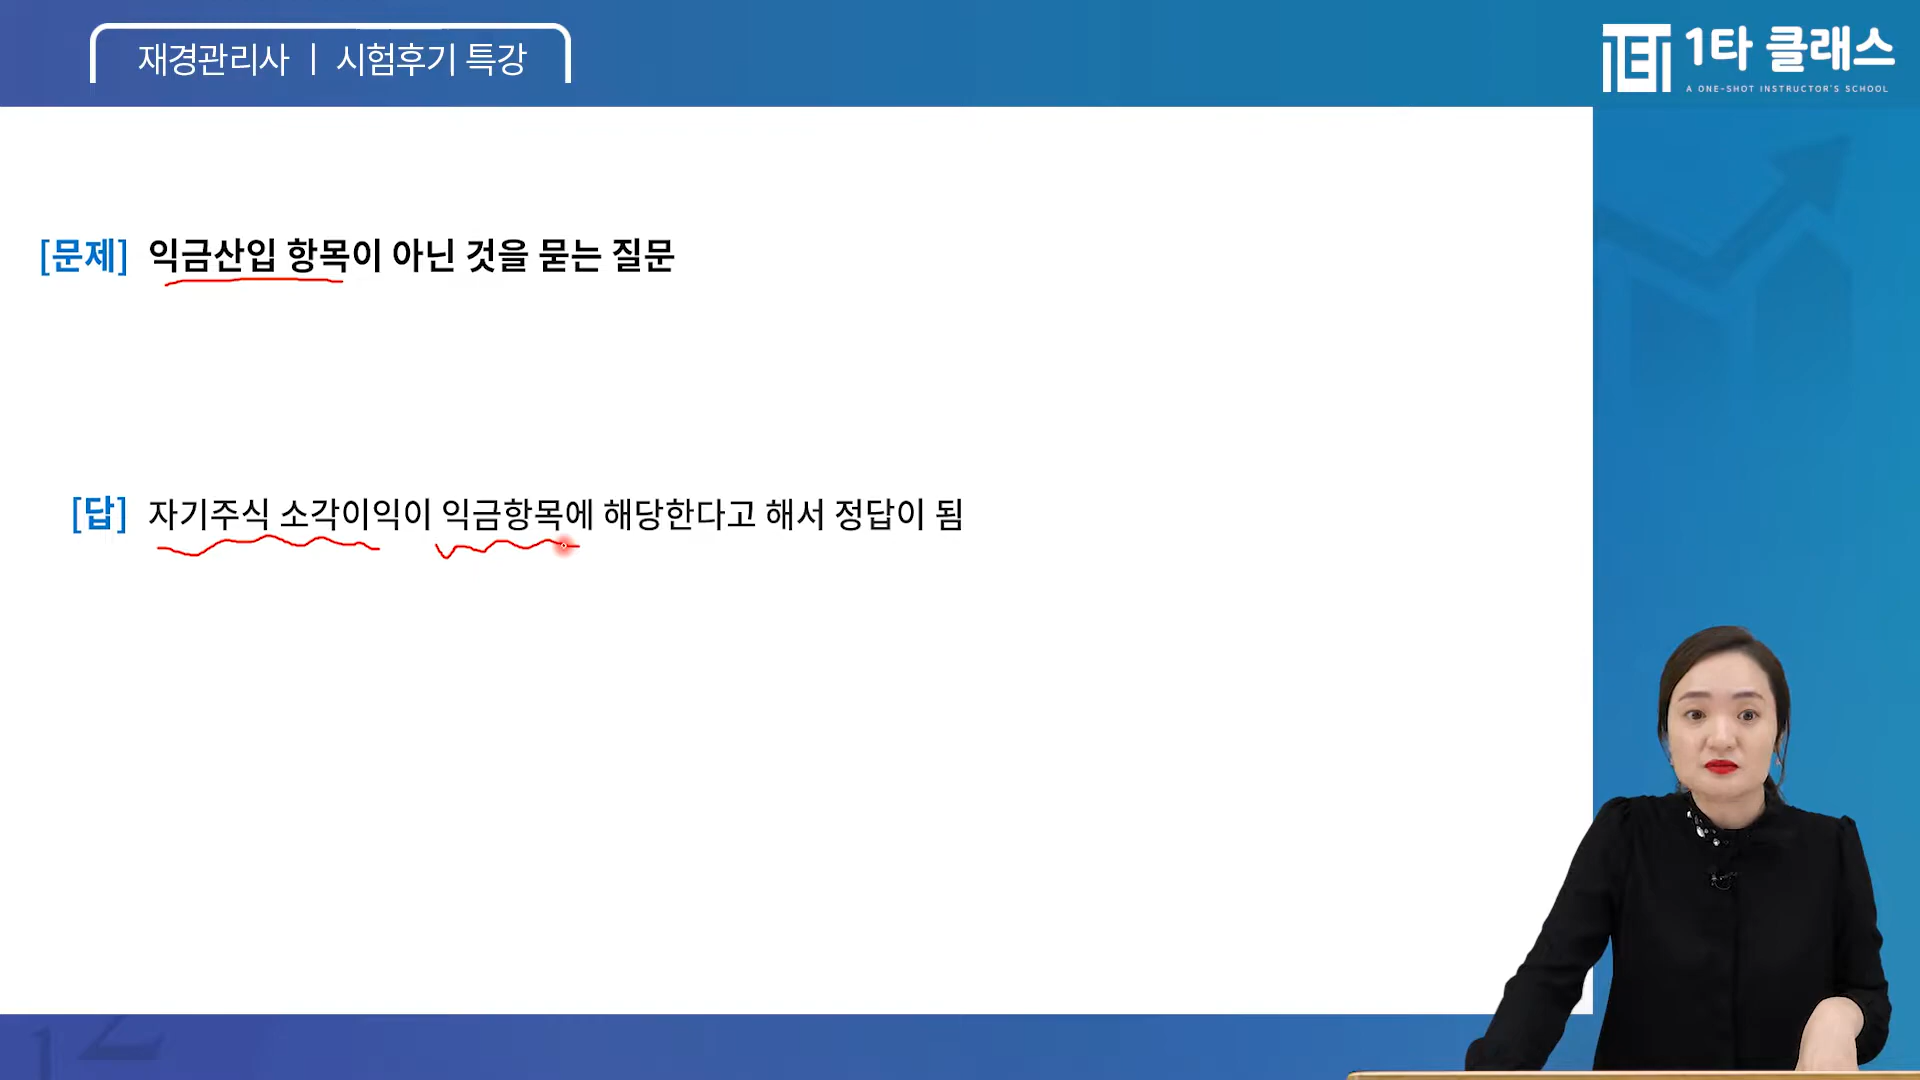 재경관리사 | 시험후기 특강
1타 클래스
A ONE-SHOT INSTRUCTOR'S SCHOOL
[문제] 익금산입 항목이 아닌 것을 묻는 질문
[답] 자기주식 소각이익이 익금항목에 해당한다고 해서 정답이 됨
12